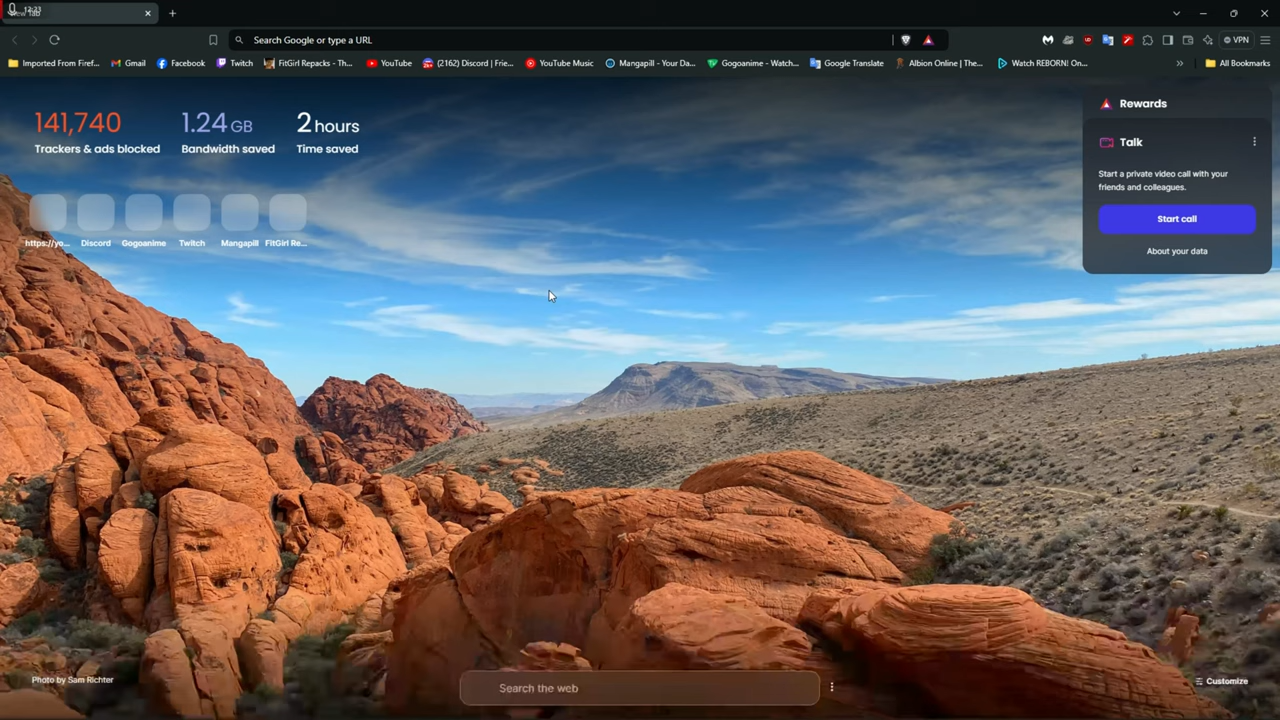 12:23
New Tab
Search Google or type a URL
VPN
Imported From Firef...
Gmail
Facebook
Twitch
FitGirl Repacks - Th...
YouTube
(2162) Discord | Frie...
YouTube Music
Mangapill - Your Da...
Gogoanime - Watch...
Google Translate
Albion Online | The...
Watch REBORN! On...
All Bookmarks
141,740
Trackers & ads blocked
1.24 GB
Bandwidth saved
2 hours
Time saved
https://yo...
Discord
Gogoanime
Twitch
Mangapill
FitGirl Re...
Rewards
Talk
Start a private video call with your
friends and colleagues.
Start call
About your data
Photo by Sam Richter
Search the web
Customize